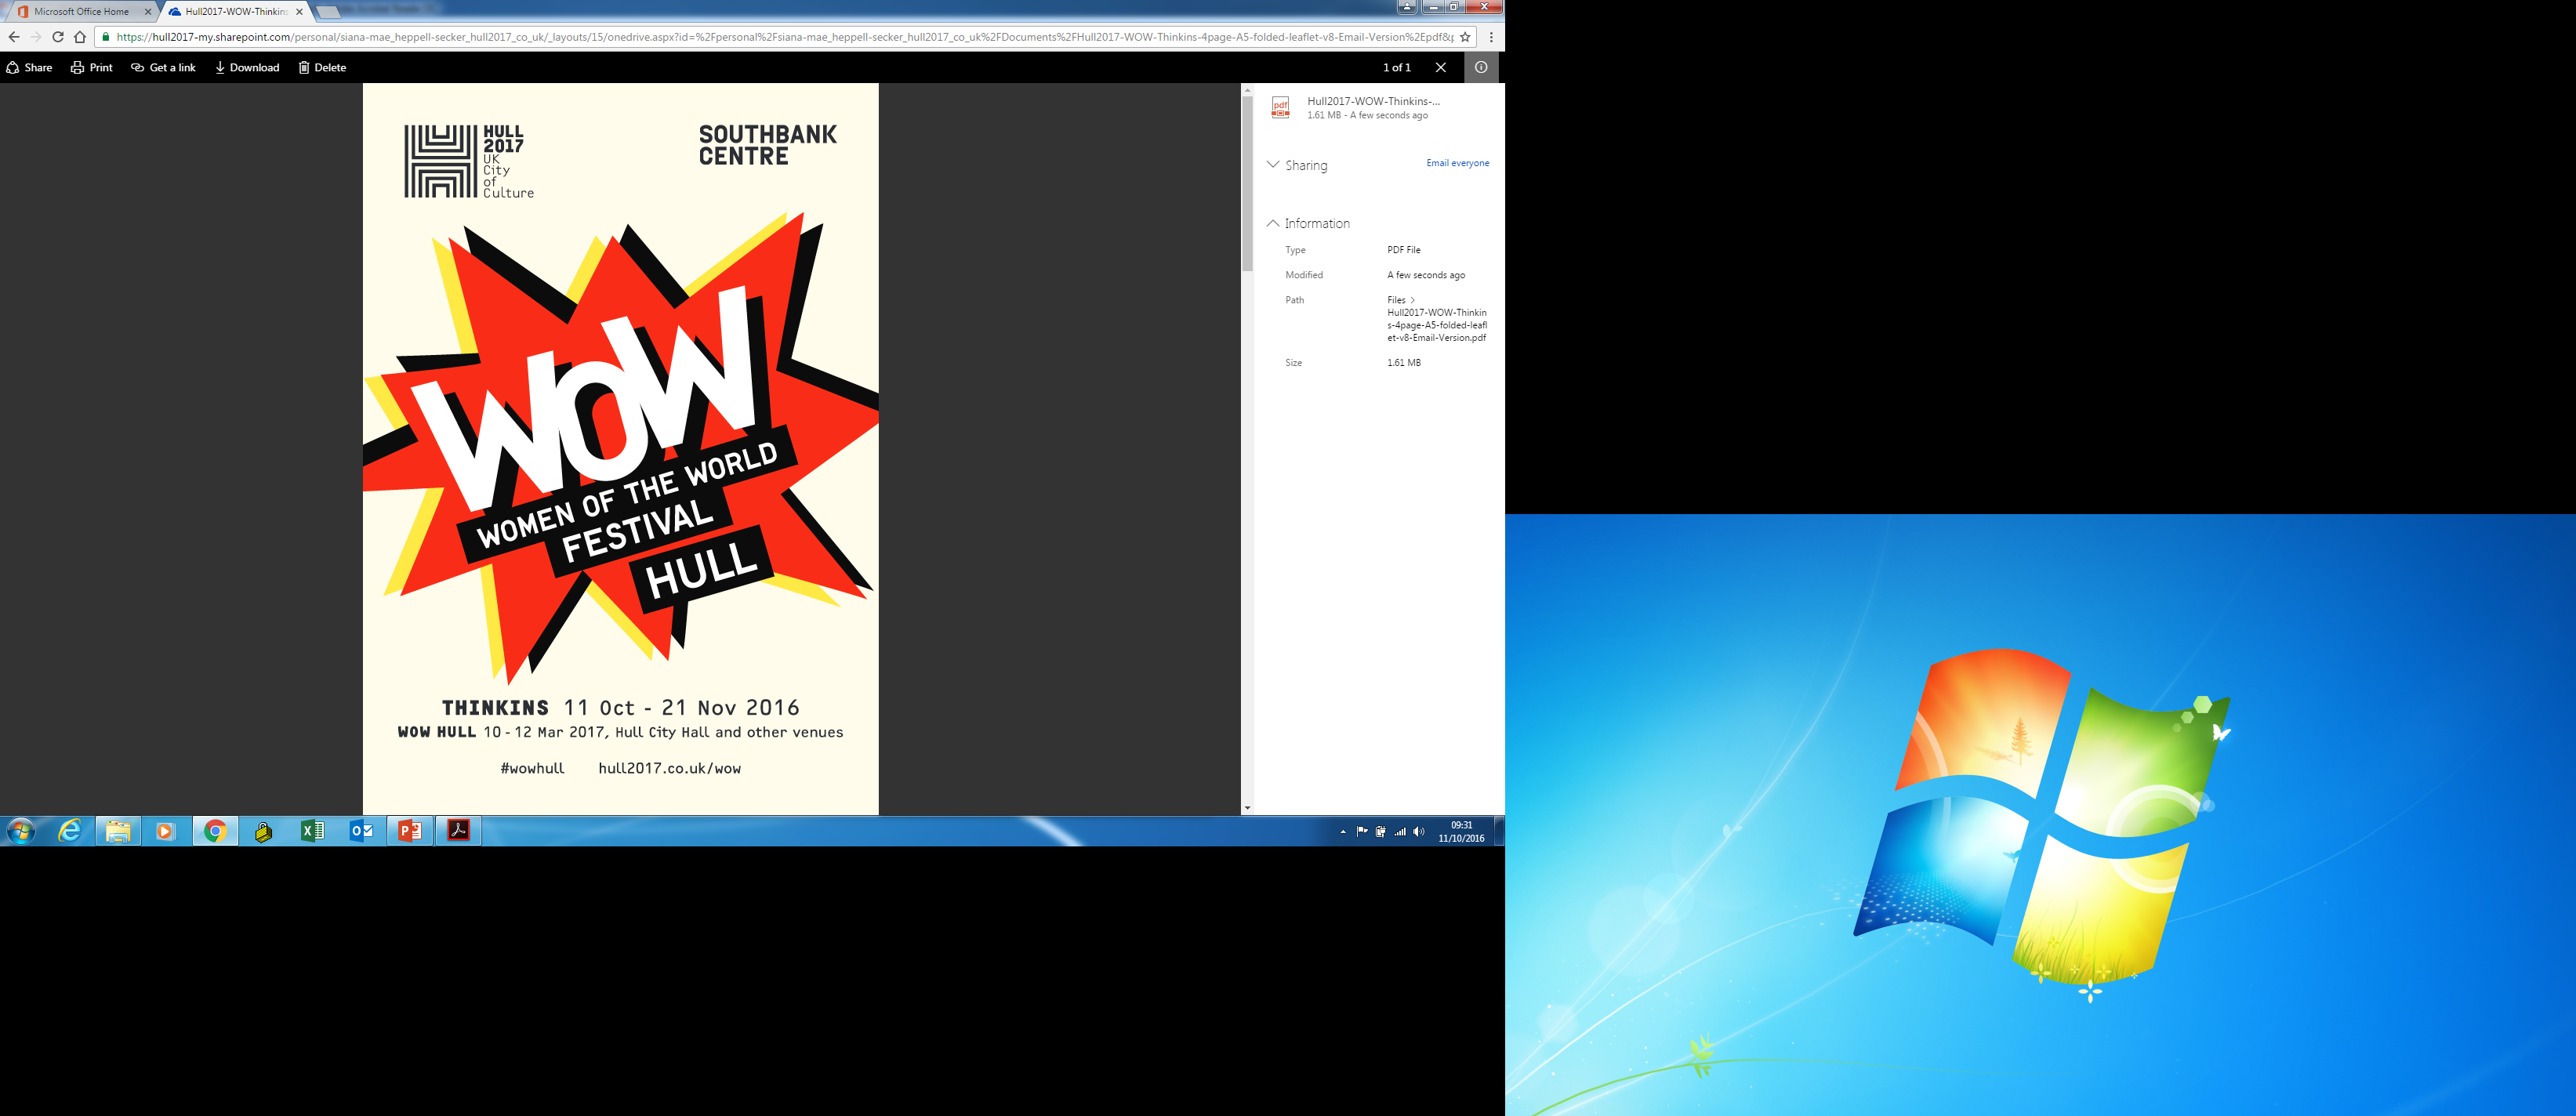 Microsoft Office Home
Hull2017-WOW-Thinkins
https://hull2017-my.sharepoint.com/personal/siana-mae_heppell-secker_hull2017_co_uk/_layouts/15/onedrive.aspx?id=%2Fpersonal%2Fsiana-mae_heppell-secker_hull2017_co_uk%2FDocuments%2FHull2017-WOW-Thinkins-4page-A5-folded-leaflet-v8-Email-Version%2Epdf&p
Share Print Get a link Download Delete 1 of 1
HULL
2017
UK
City
of
Culture
SOUTHBANK
CENTRE
WOW
WOMEN OF THE WORLD
FESTIVAL
HULL
THINKINS 11 Oct - 21 Nov 2016
WOW HULL 10 - 12 Mar 2017, Hull City Hall and other venues
#wowhull hull2017.co.uk/wow
pdf
Hull2017-WOW-Thinkins-...
1.61 MB - A few seconds ago
Sharing Email everyone
Information
Type PDF File
Modified A few seconds ago
Path Files >
Hull2017-WOW-Thinkin
s-4page-A5-folded-leafl
et-v8-Email-Version.pdf
Size 1.61 MB
09:31
11/10/2016